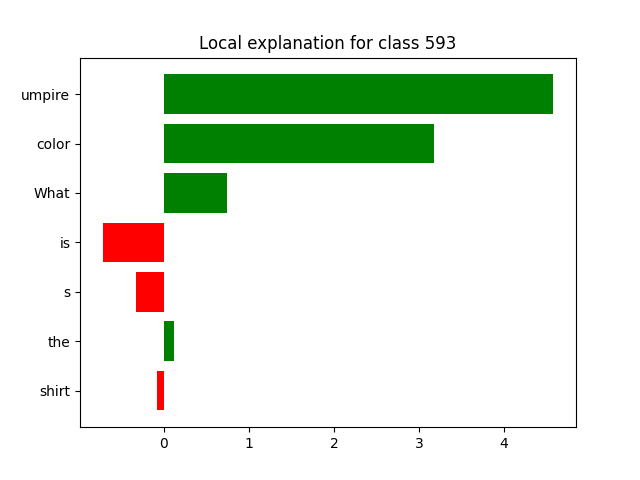 Local explanation for class 593
umpire
color
What
is
s
the
shirt
0 1 2 3 4